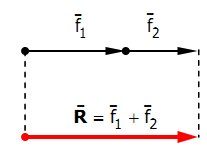 f̄₁ f̄₂
R̄ = f̄₁ + f̄₂